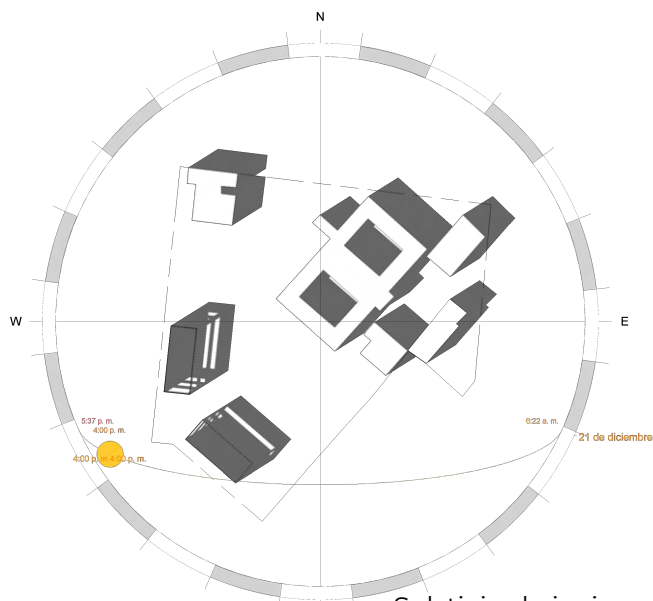 N
W
E
5:37 p. m.
4:00 p. m.
6:22 a. m.
21 de diciembre
4:00 p. m.4:00 p. m.